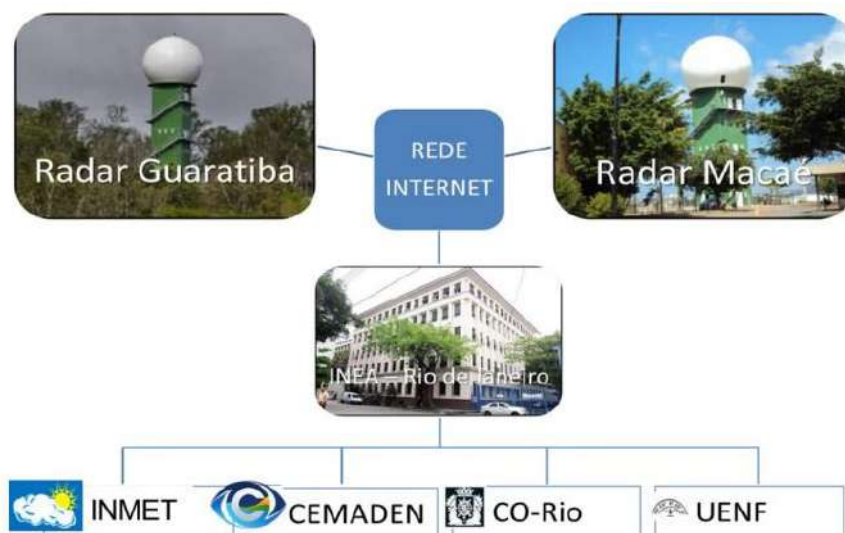 Radar Guaratiba
REDE
INTERNET
Radar Macaé
INEA – Rio de Janeiro
INMET
CEMADEN
CO-Rio
UENF